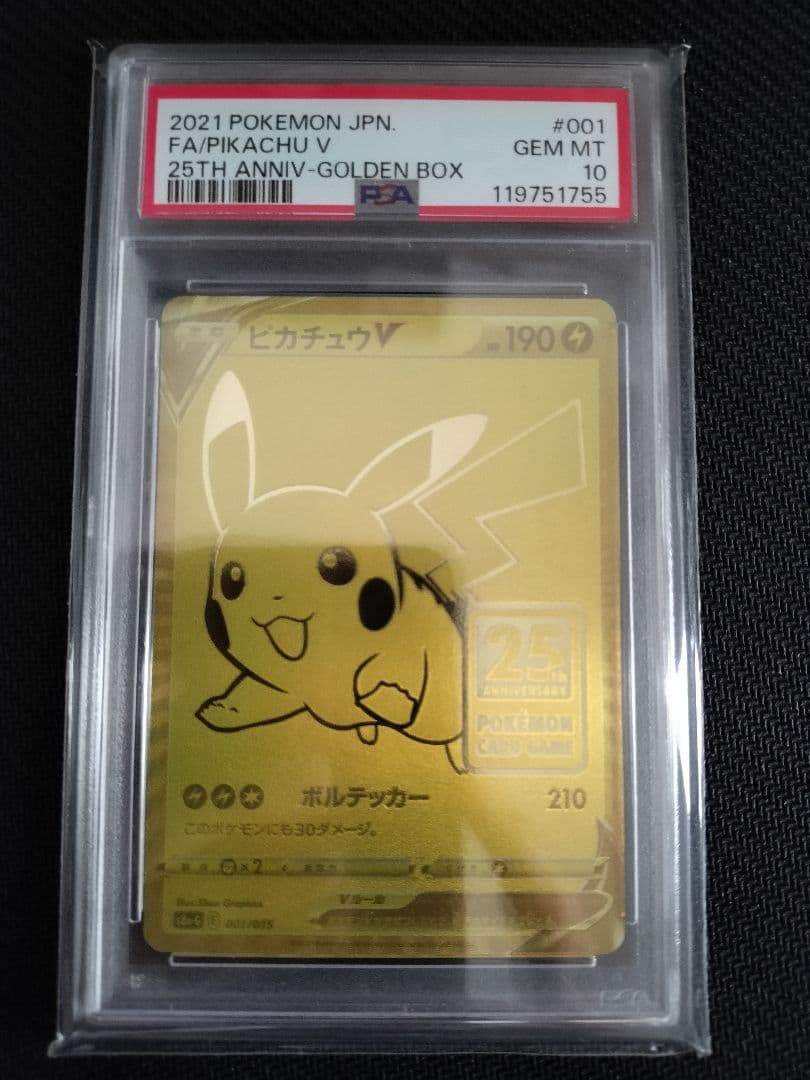 2021 POKEMON JPN. #001
FA/PIKACHU V GEM MT
25TH ANNIV-GOLDEN BOX 10
PSA 119751755
ピカチュウV 190
25th
ANNIVERSARY
POKÉMON
CARD GAME
ボルテッカー 210
このポケモンにも30ダメージ。
×2
Vルール
001/015
PSA